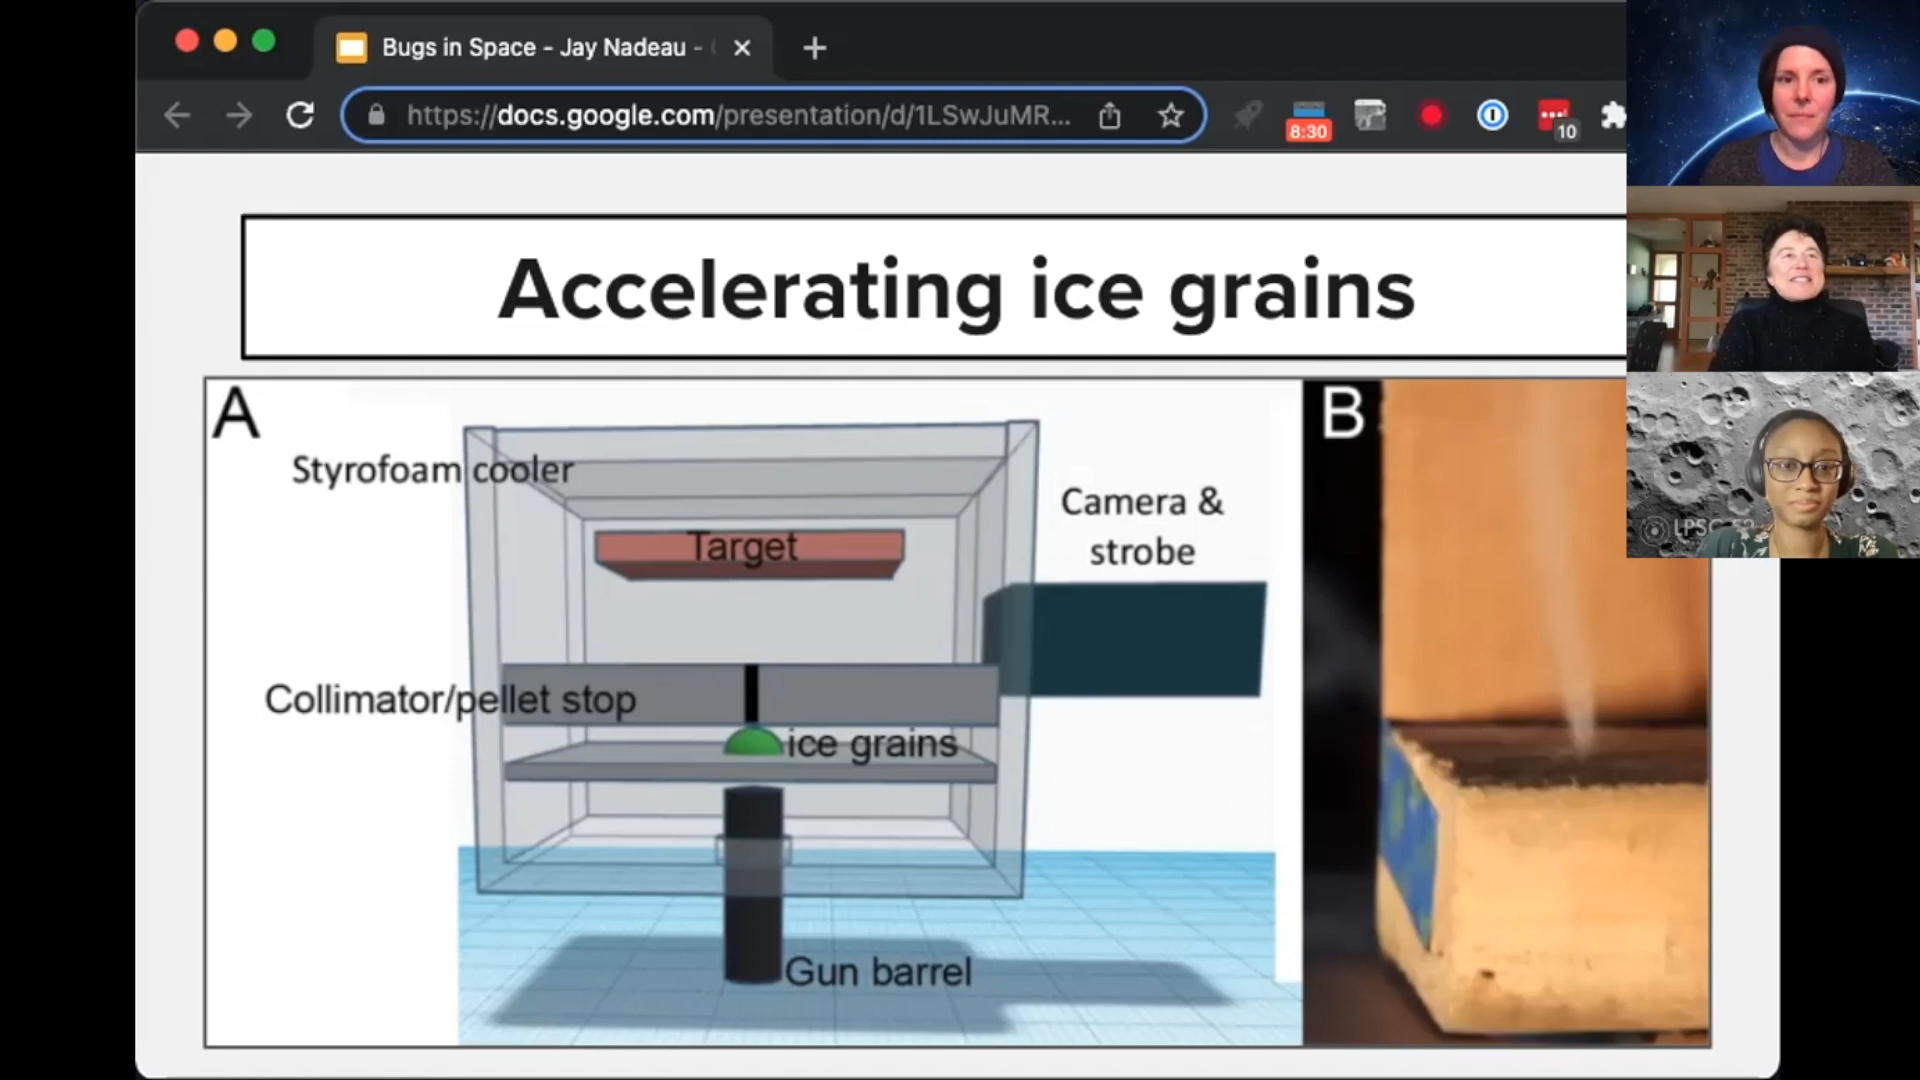 Bugs in Space - Jay Nadeau -
https://docs.google.com/presentation/d/1LSwJuMR...
8:30
10
Accelerating ice grains
A
B
Styrofoam cooler
Target
Camera &
strobe
Collimator/pellet stop
ice grains
Gun barrel